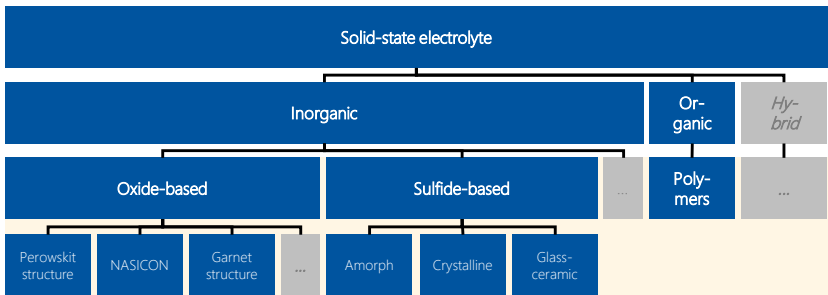 Solid-state electrolyte
Inorganic
Or-
ganic
Hy-
brid
Oxide-based
Sulfide-based
...
Poly-
mers
...
Perowskit
structure
NASICON
Garnet
structure
...
Amorph
Crystalline
Glass-
ceramic